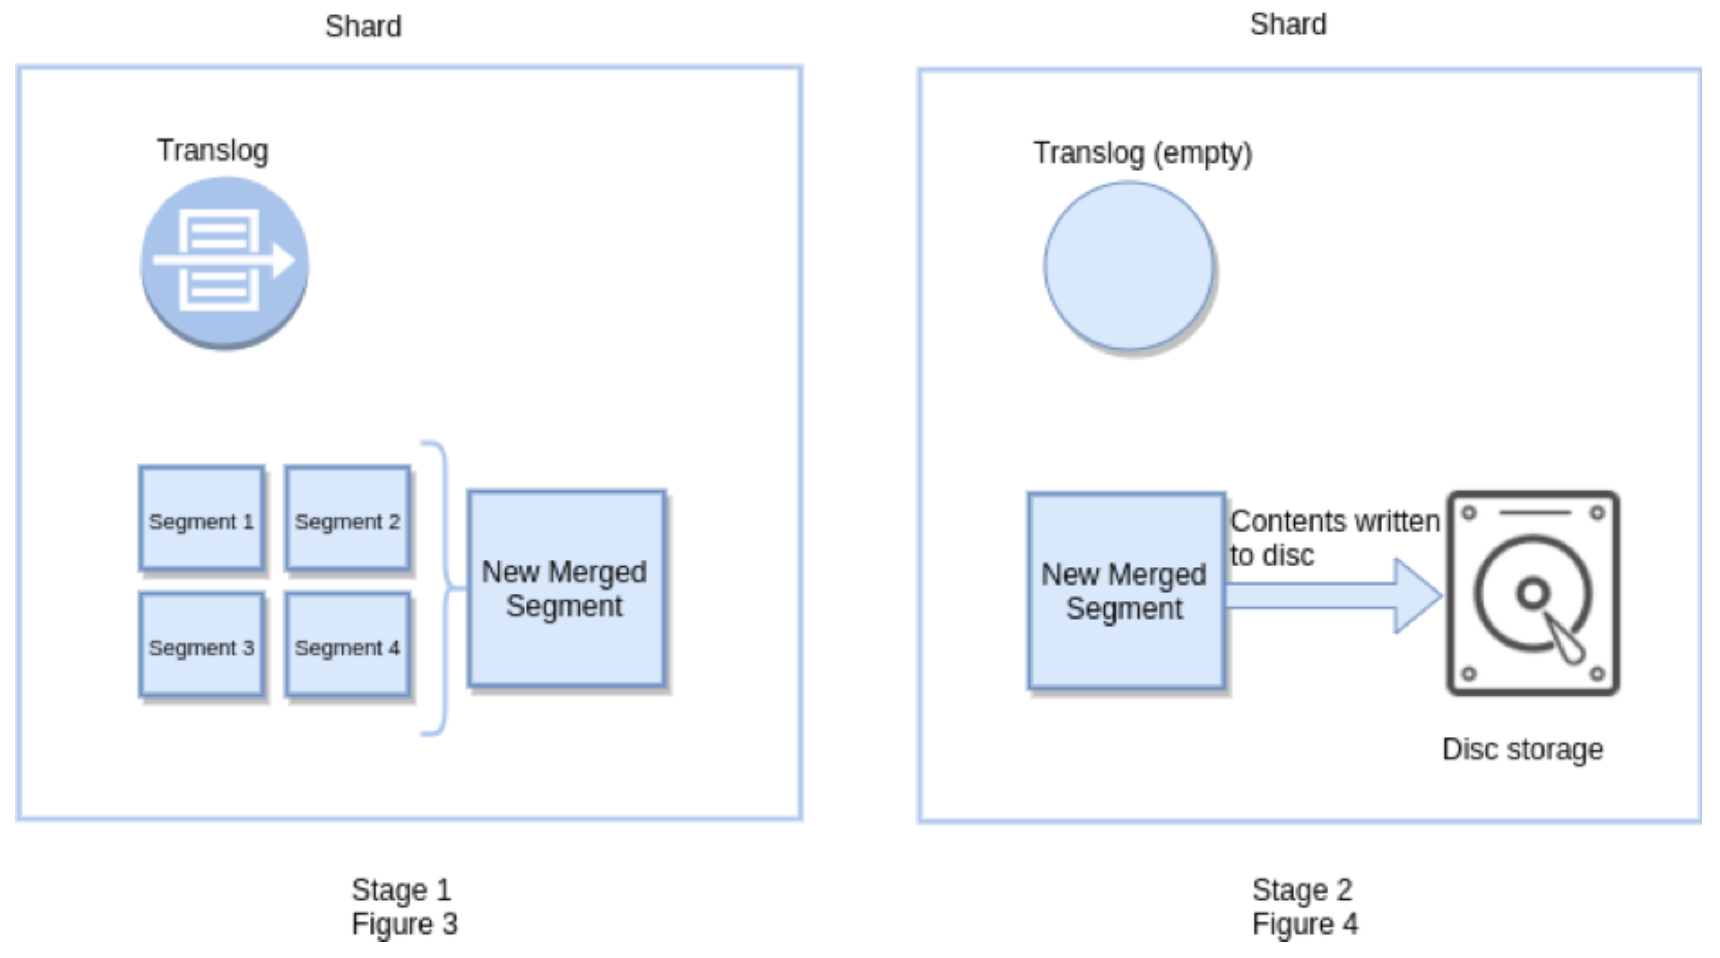 Shard
Translog
Segment 1
Segment 2
Segment 3
Segment 4
New Merged
Segment
Stage 1
Figure 3
Shard
Translog (empty)
New Merged
Segment
Contents written
to disc
Disc storage
Stage 2
Figure 4